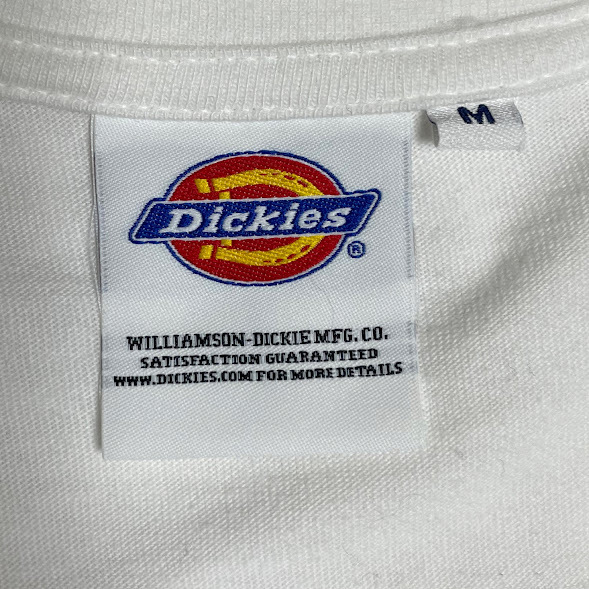 M
Dickies
®
WILLIAMSON-DICKIE MFG. CO.
SATISFACTION GUARANTEED
WWW.DICKIES.COM FOR MORE DETAILS